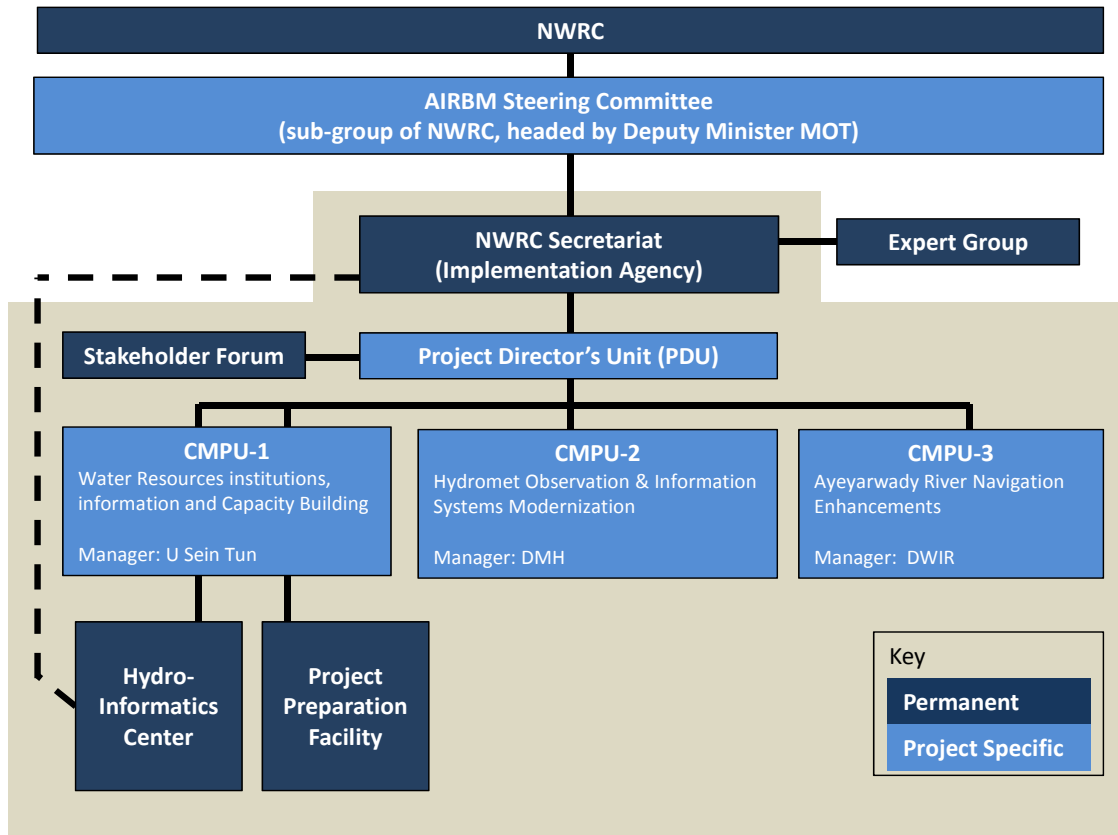 NWRC
AIRBM Steering Committee
(sub-group of NWRC, headed by Deputy Minister MOT)
NWRC Secretariat
(Implementation Agency)
Expert Group
Stakeholder Forum
Project Director’s Unit (PDU)
CMPU-1
Water Resources institutions,
information and Capacity Building
Manager: U Sein Tun
CMPU-2
Hydromet Observation & Information
Systems Modernization
Manager: DMH
CMPU-3
Ayeyarwady River Navigation
Enhancements
Manager:  DWIR
Hydro-
Informatics
Center
Project
Preparation
Facility
Key
Permanent
Project Specific